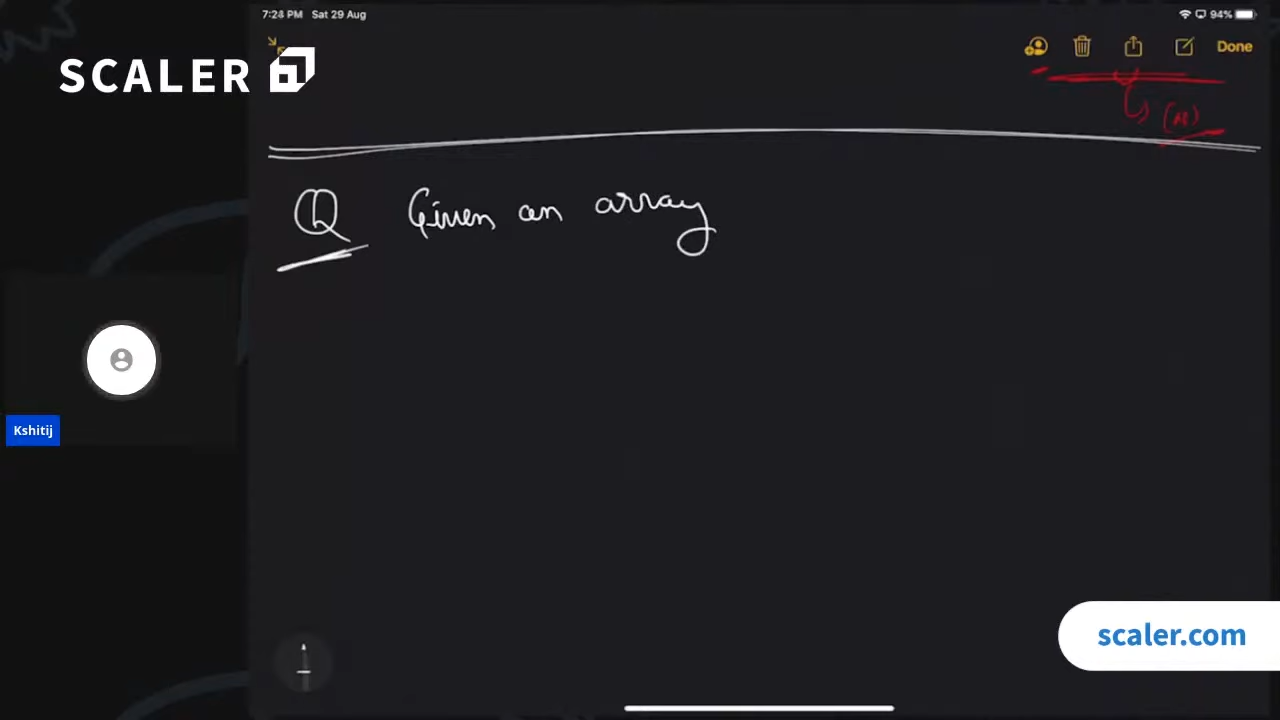 7:28 PM Sat 29 Aug
94%
SCALER
Done
(N)
Q Given an array
Kshitij
scaler.com